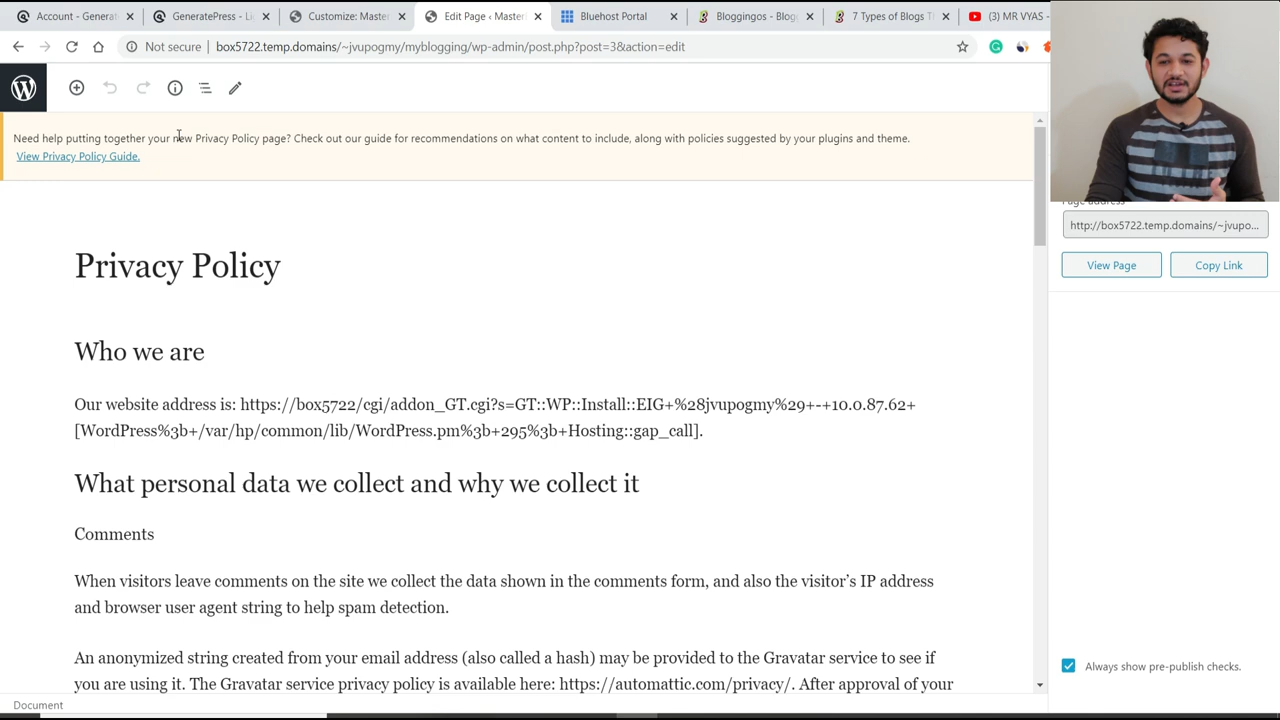 Account - Generat
GeneratePress - Li
Customize: Master
Edit Page ‹ Master
Bluehost Portal
Bloggingos - Blog
7 Types of Blogs T
(3) MR VYAS -
Not secure | box5722.temp.domains/~jvupogmy/myblogging/wp-admin/post.php?post=3&action=edit
Need help putting together your new Privacy Policy page? Check out our guide for recommendations on what content to include, along with policies suggested by your plugins and theme.
View Privacy Policy Guide.
Page address
http://box5722.temp.domains/~jvupo...
View Page
Copy Link
Privacy Policy
Who we are
Our website address is: https://box5722/cgi/addon_GT.cgi?s=GT::WP::Install::EIG+%28jvupogmy%29+-+10.0.87.62+
[WordPress%3b+/var/hp/common/lib/WordPress.pm%3b+295%3b+Hosting::gap_call].
What personal data we collect and why we collect it
Comments
When visitors leave comments on the site we collect the data shown in the comments form, and also the visitor's IP address
and browser user agent string to help spam detection.
An anonymized string created from your email address (also called a hash) may be provided to the Gravatar service to see if
you are using it. The Gravatar service privacy policy is available here: https://automattic.com/privacy/. After approval of your
Always show pre-publish checks.
Document